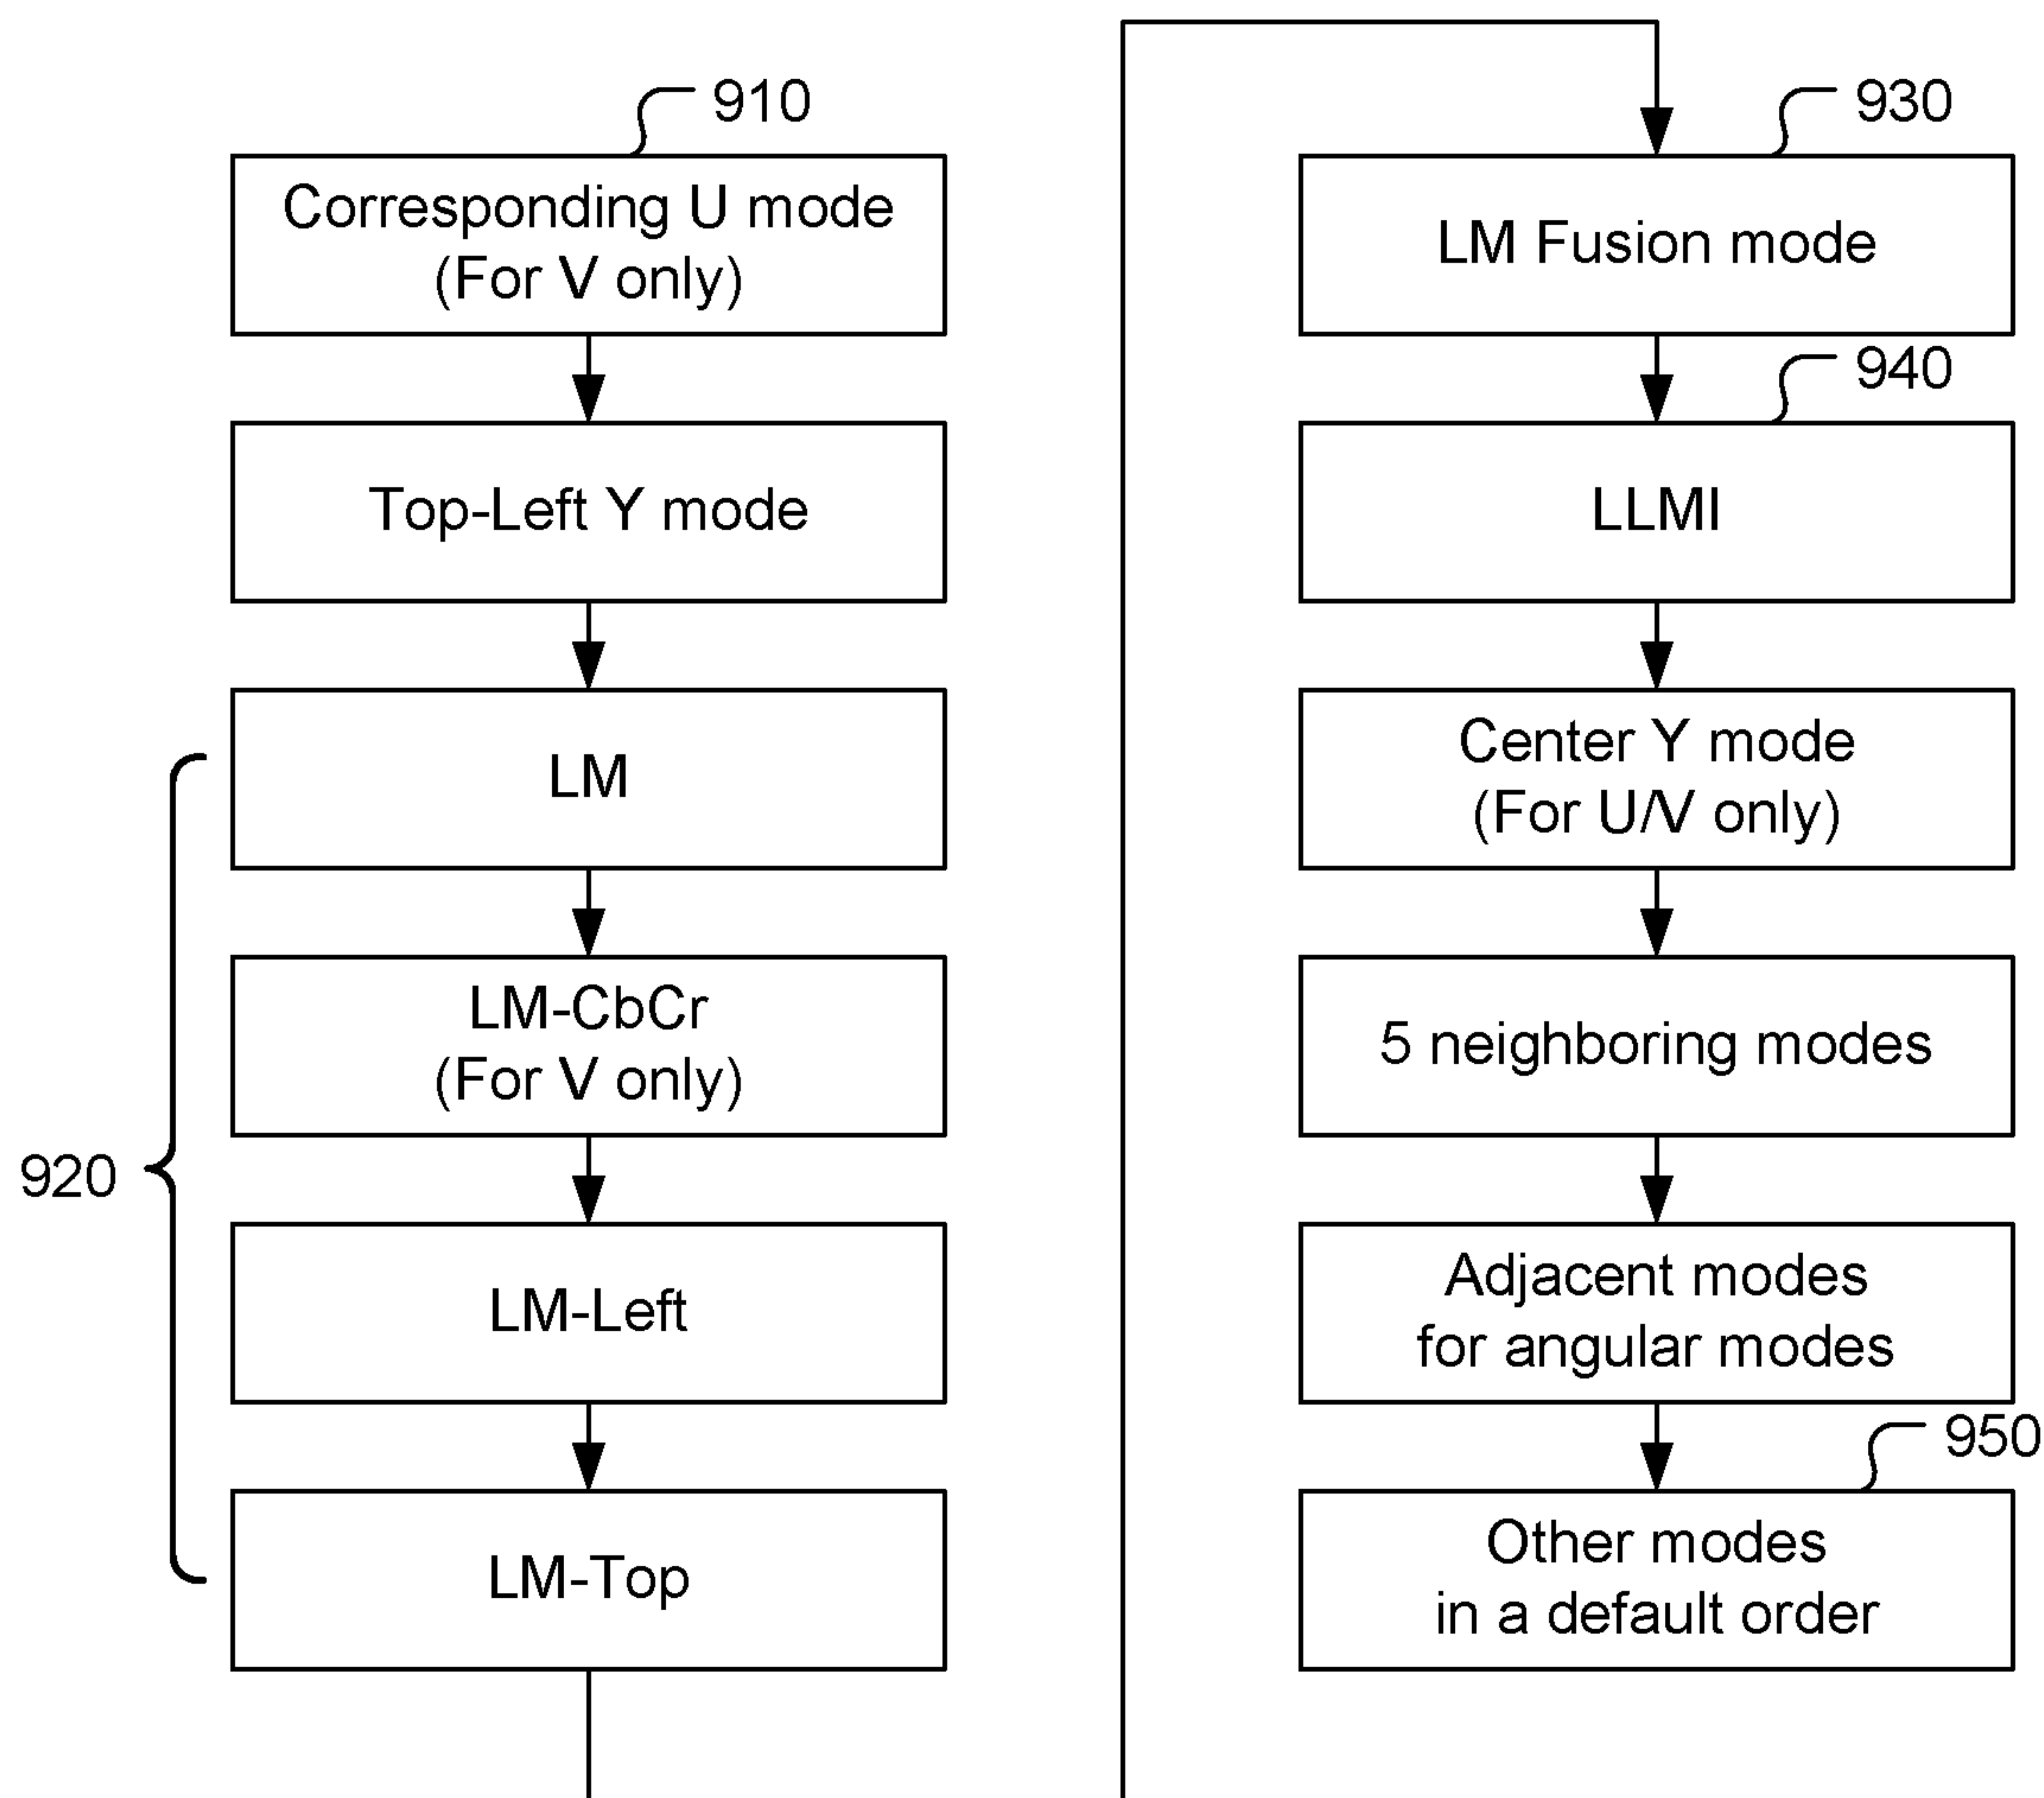 910
Corresponding U mode
(For V only)
Top-Left Y mode
LM
LM-CbCr
(For V only)
920
LM-Left
LM-Top
930
LM Fusion mode
940
LLMI
Center Y mode
(For U/V only)
5 neighboring modes
Adjacent modes
for angular modes
950
Other modes
in a default order